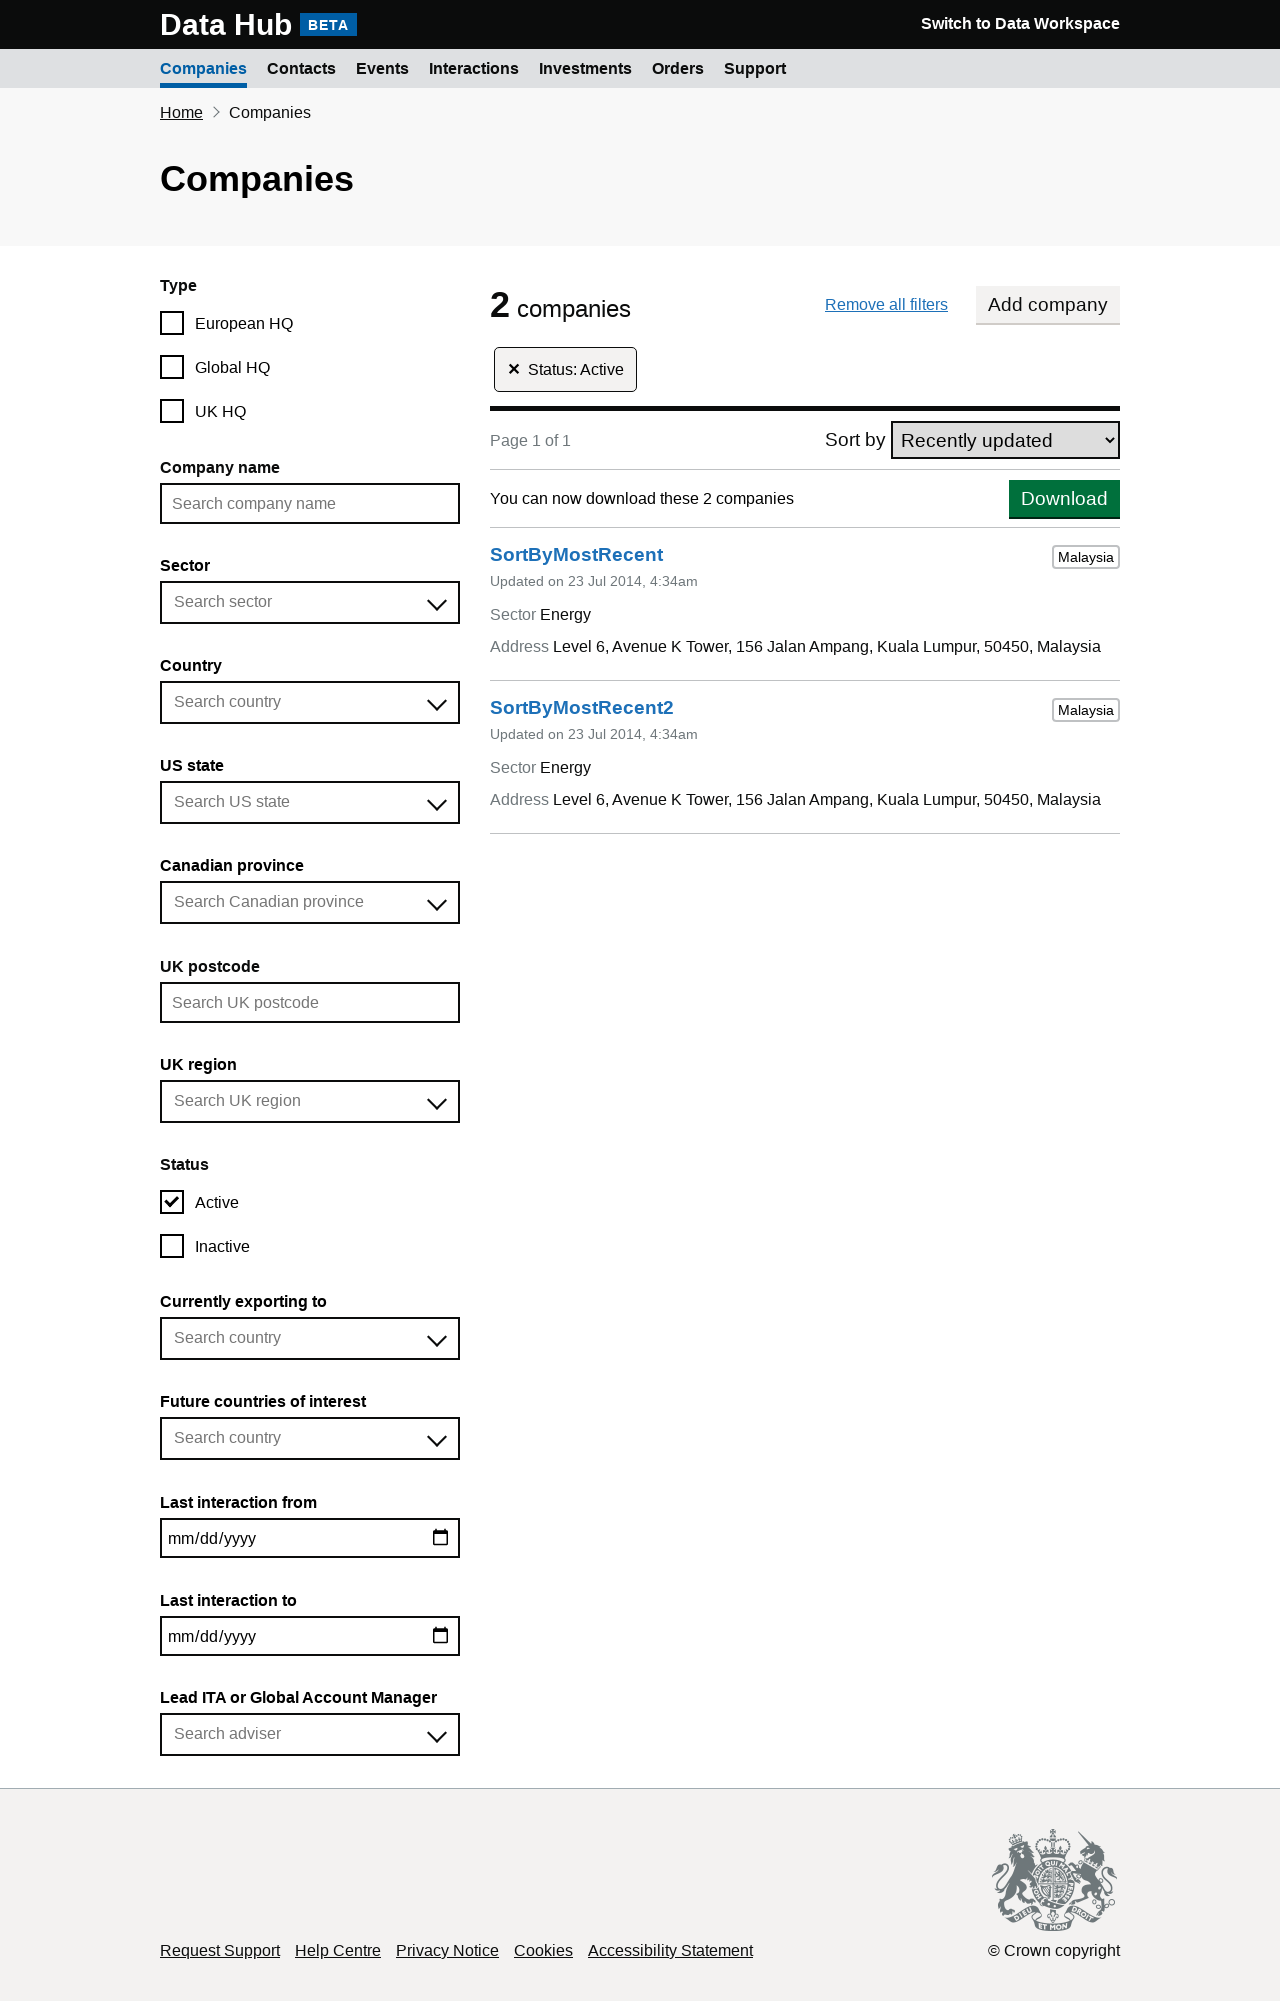 Data Hub BETA Switch to Data Workspace
Companies Contacts Events Interactions Investments Orders Support
Home Companies
Companies
Type
European HQ
Global HQ
UK HQ
Company name
Search company name
Sector
Search sector
Country
Search country
US state
Search US state
Canadian province
Search Canadian province
UK postcode
Search UK postcode
UK region
Search UK region
Status
Active
Inactive
Currently exporting to
Search country
Future countries of interest
Search country
Last interaction from
mm/dd/yyyy
Last interaction to
mm/dd/yyyy
Lead ITA or Global Account Manager
Search adviser
2 companies Remove all filters Add company
✕ Status: Active
Page 1 of 1 Sort by Recently updated
You can now download these 2 companies Download
SortByMostRecent Malaysia
Updated on 23 Jul 2014, 4:34am
Sector Energy
Address Level 6, Avenue K Tower, 156 Jalan Ampang, Kuala Lumpur, 50450, Malaysia
SortByMostRecent2 Malaysia
Updated on 23 Jul 2014, 4:34am
Sector Energy
Address Level 6, Avenue K Tower, 156 Jalan Ampang, Kuala Lumpur, 50450, Malaysia
DIEU ET MON DROIT
Request Support Help Centre Privacy Notice Cookies Accessibility Statement © Crown copyright